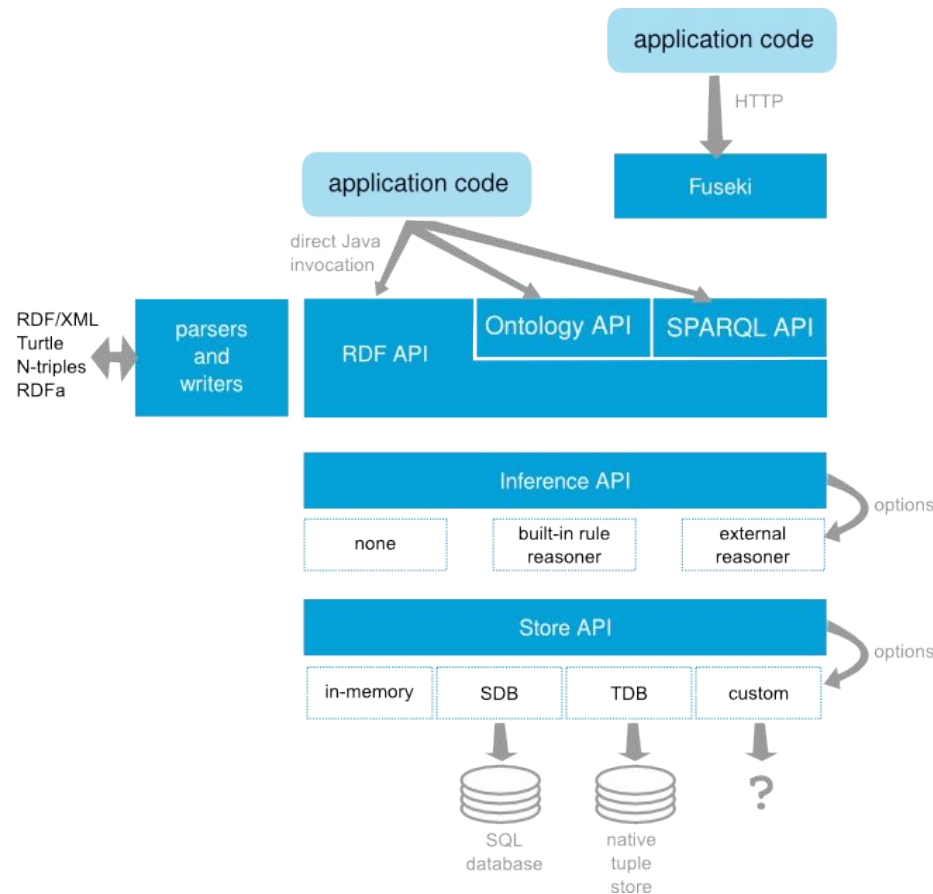 application code
HTTP
Fuseki
application code
direct Java
invocation
RDF/XML
Turtle
N-triples
RDFa
parsers
and
writers
RDF API
Ontology API
SPARQL API
Inference API
options
none
built-in rule
reasoner
external
reasoner
Store API
options
in-memory
SDB
TDB
custom
?
SQL
database
native
tuple
store